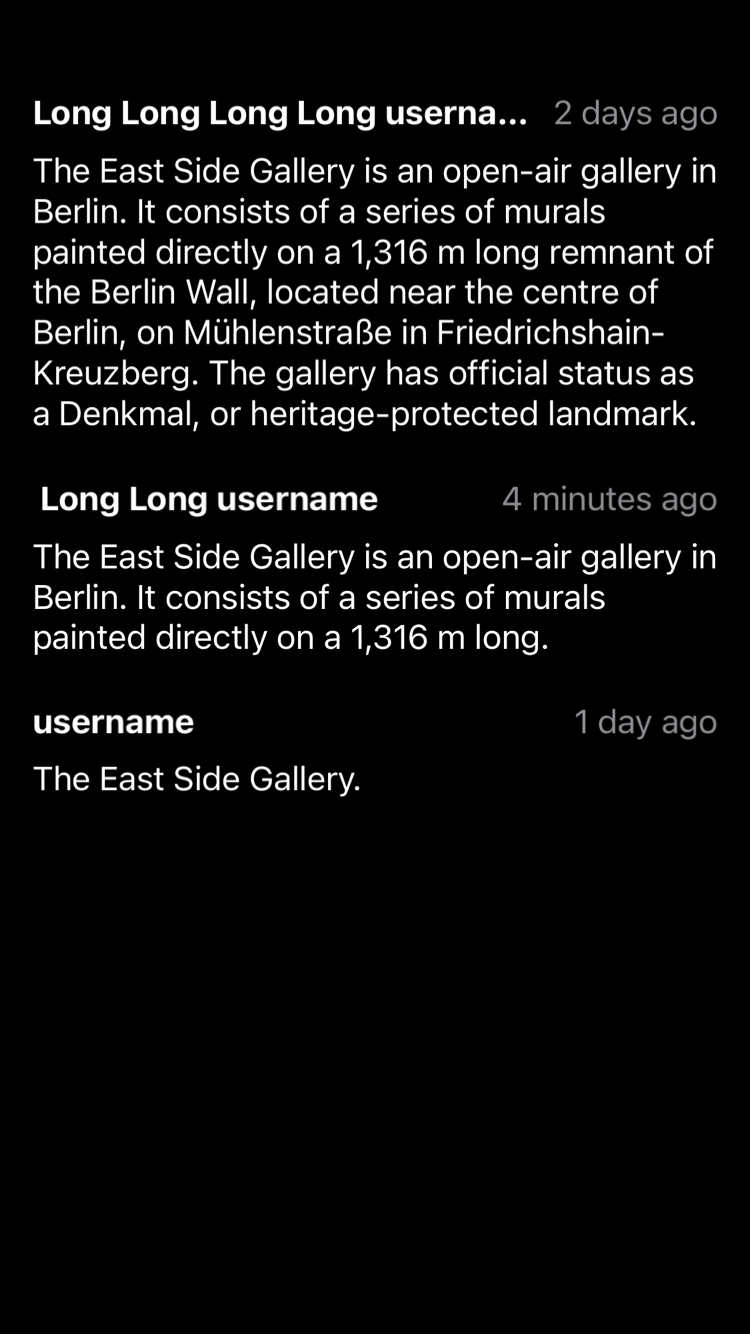 Long Long Long Long userna... 2 days ago
The East Side Gallery is an open-air gallery in
Berlin. It consists of a series of murals
painted directly on a 1,316 m long remnant of
the Berlin Wall, located near the centre of
Berlin, on Mühlenstraße in Friedrichshain-
Kreuzberg. The gallery has official status as
a Denkmal, or heritage-protected landmark.
Long Long username 4 minutes ago
The East Side Gallery is an open-air gallery in
Berlin. It consists of a series of murals
painted directly on a 1,316 m long.
username 1 day ago
The East Side Gallery.